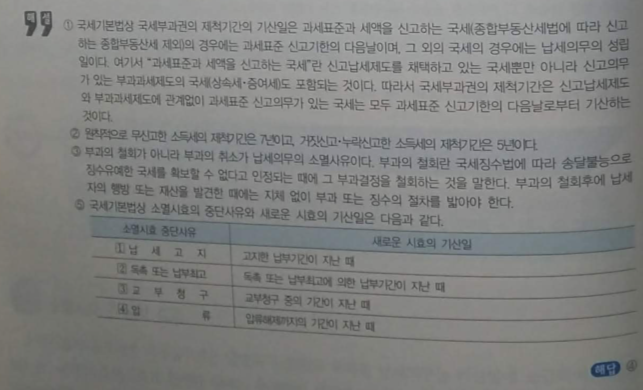 ① 국세기본법상 국세부과권의 제척기간의 기산일은 과세표준과 세액을 신고하는 국세(종합부동산세법에 따라 신고
하는 종합부동산세 제외)의 경우에는 과세표준 신고기한의 다음날이며, 그 외의 국세의 경우에는 납세의무의 성립
일이다. 여기서 "과세표준과 세액을 신고하는 국세"란 신고납세제도를 채택하고 있는 국세뿐만 아니라 신고의무
가 있는 부과과세제도의 국세(상속세·증여세)도 포함되는 것이다. 따라서 국세부과권의 제척기간은 신고납세제도
와 부과과세제도에 관계없이 과세표준 신고의무가 있는 국세는 모두 과세표준 신고기한의 다음날로부터 기산하는
것이다.
② 원칙적으로 무신고한 소득세의 제척기간은 7년이고, 거짓신고·누락신고한 소득세의 제척기간은 5년이다.
③ 부과의 철회가 아니라 부과의 취소가 납세의무의 소멸사유이다. 부과의 철회란 국세징수법에 따라 송달불능으로
징수유예한 국세를 확보할 수 없다고 인정되는 때에 그 부과결정을 철회하는 것을 말한다. 부과의 철회후에 납세
자의 행방 또는 재산을 발견한 때에는 지체 없이 부과 또는 징수의 절차를 밟아야 한다.
⑤ 국세기본법상 소멸시효의 중단사유와 새로운 시효의 기산일은 다음과 같다.
소멸시효 중단사유 새로운 시효의 기산일
① 납 세 고 지 고지한 납부기간이 지난 때
② 독촉 또는 납부최고 독촉 또는 납부최고에 의한 납부기간이 지난 때
③ 교 부 청 구 교부청구 중의 기간이 지난 때
④ 압 류 압류해제까지의 기간이 지난 때
해답 ④